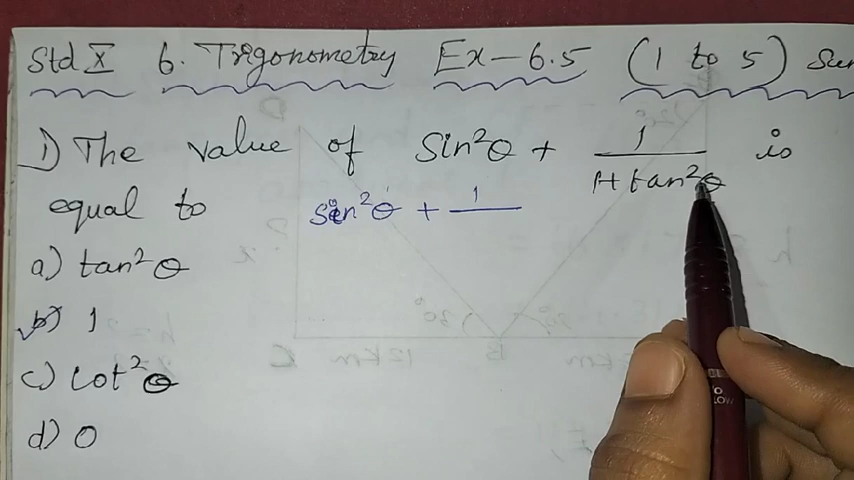 Std X 6. Trigonometry Ex-6.5 (1 to 5)
1) The value of Sin²θ + 1/(1+tan²θ) is
equal to Sin²θ + 1/
a) tan²θ
b) 1
c) Cot²θ
d) 0